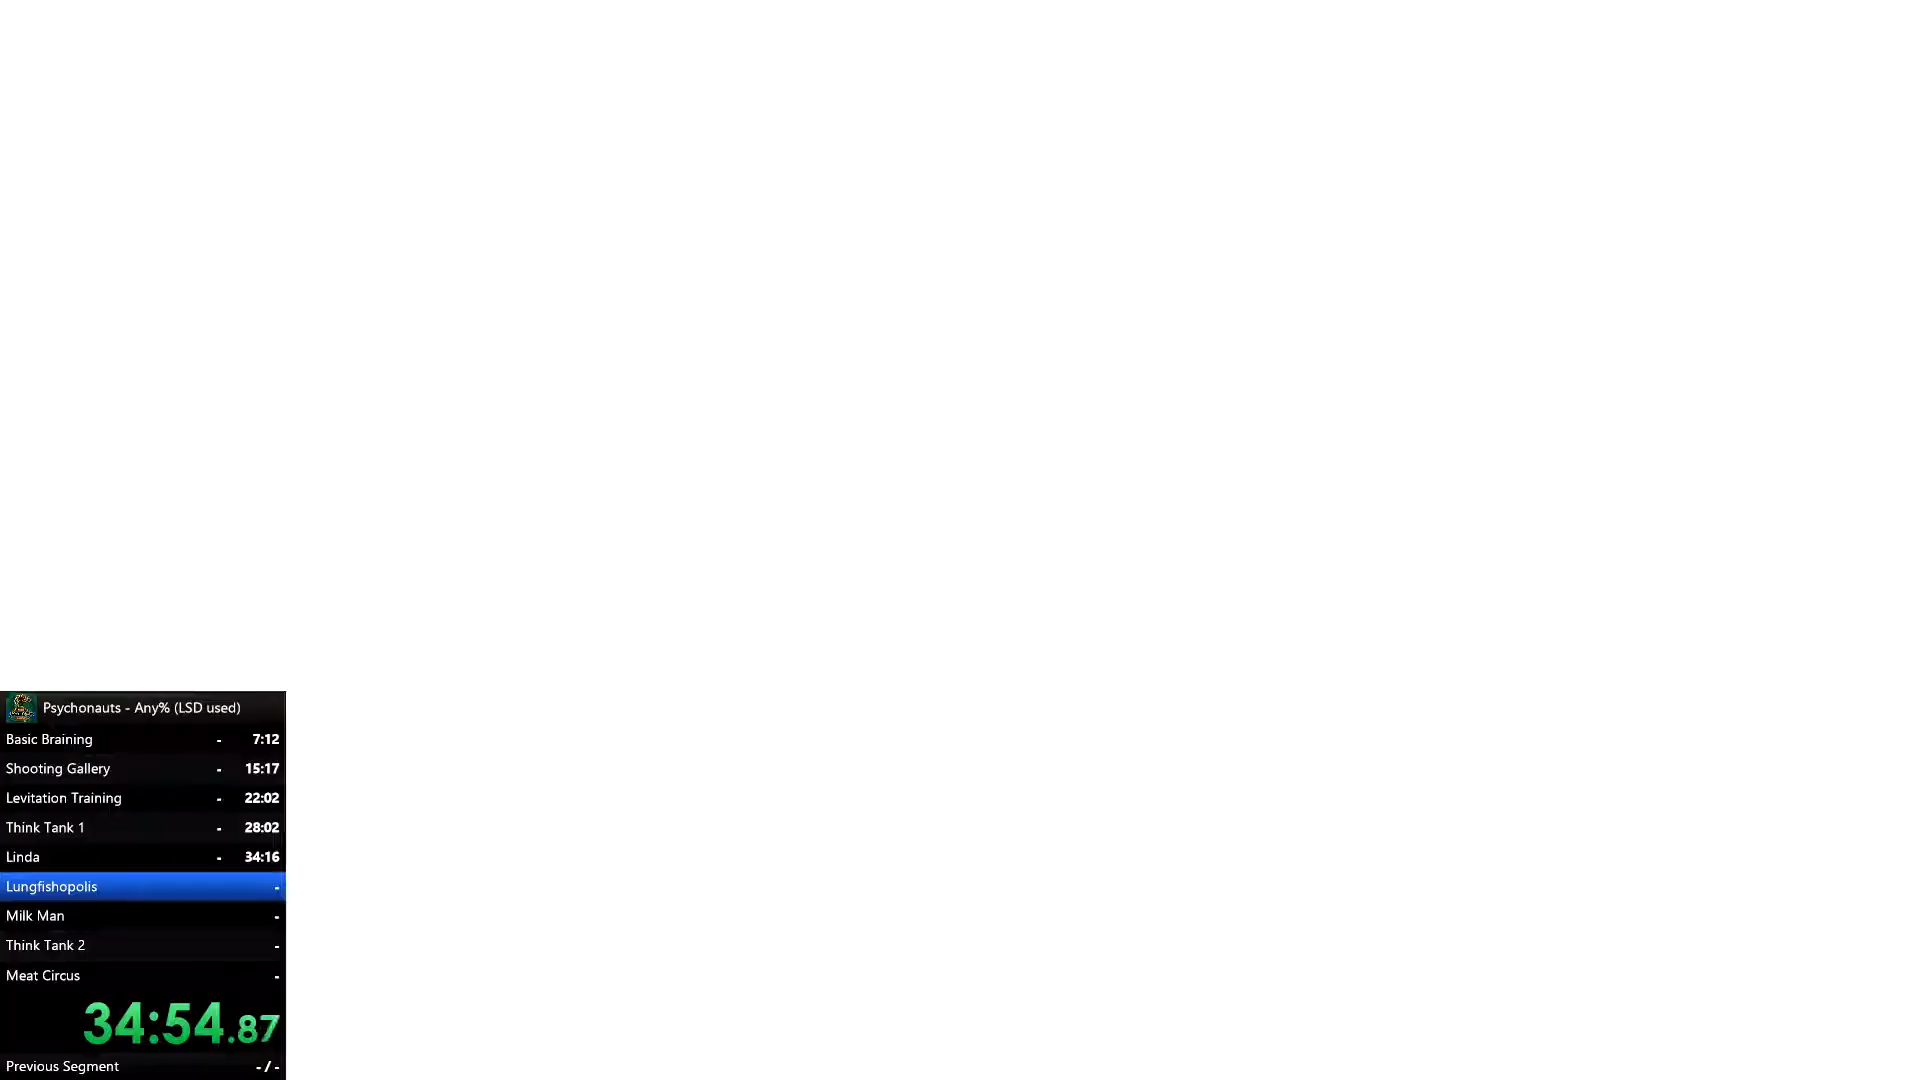 Psychonauts - Any% (LSD used)
Basic Braining - 7:12
Shooting Gallery - 15:17
Levitation Training - 22:02
Think Tank 1 - 28:02
Linda - 34:16
Lungfishopolis -
Milk Man -
Think Tank 2 -
Meat Circus -
34:54.87
Previous Segment - / -